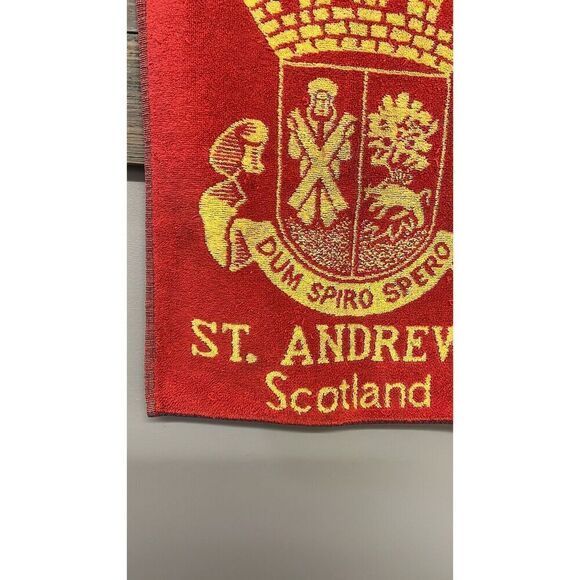 DUM SPIRO SPERO
ST. ANDREW
Scotland